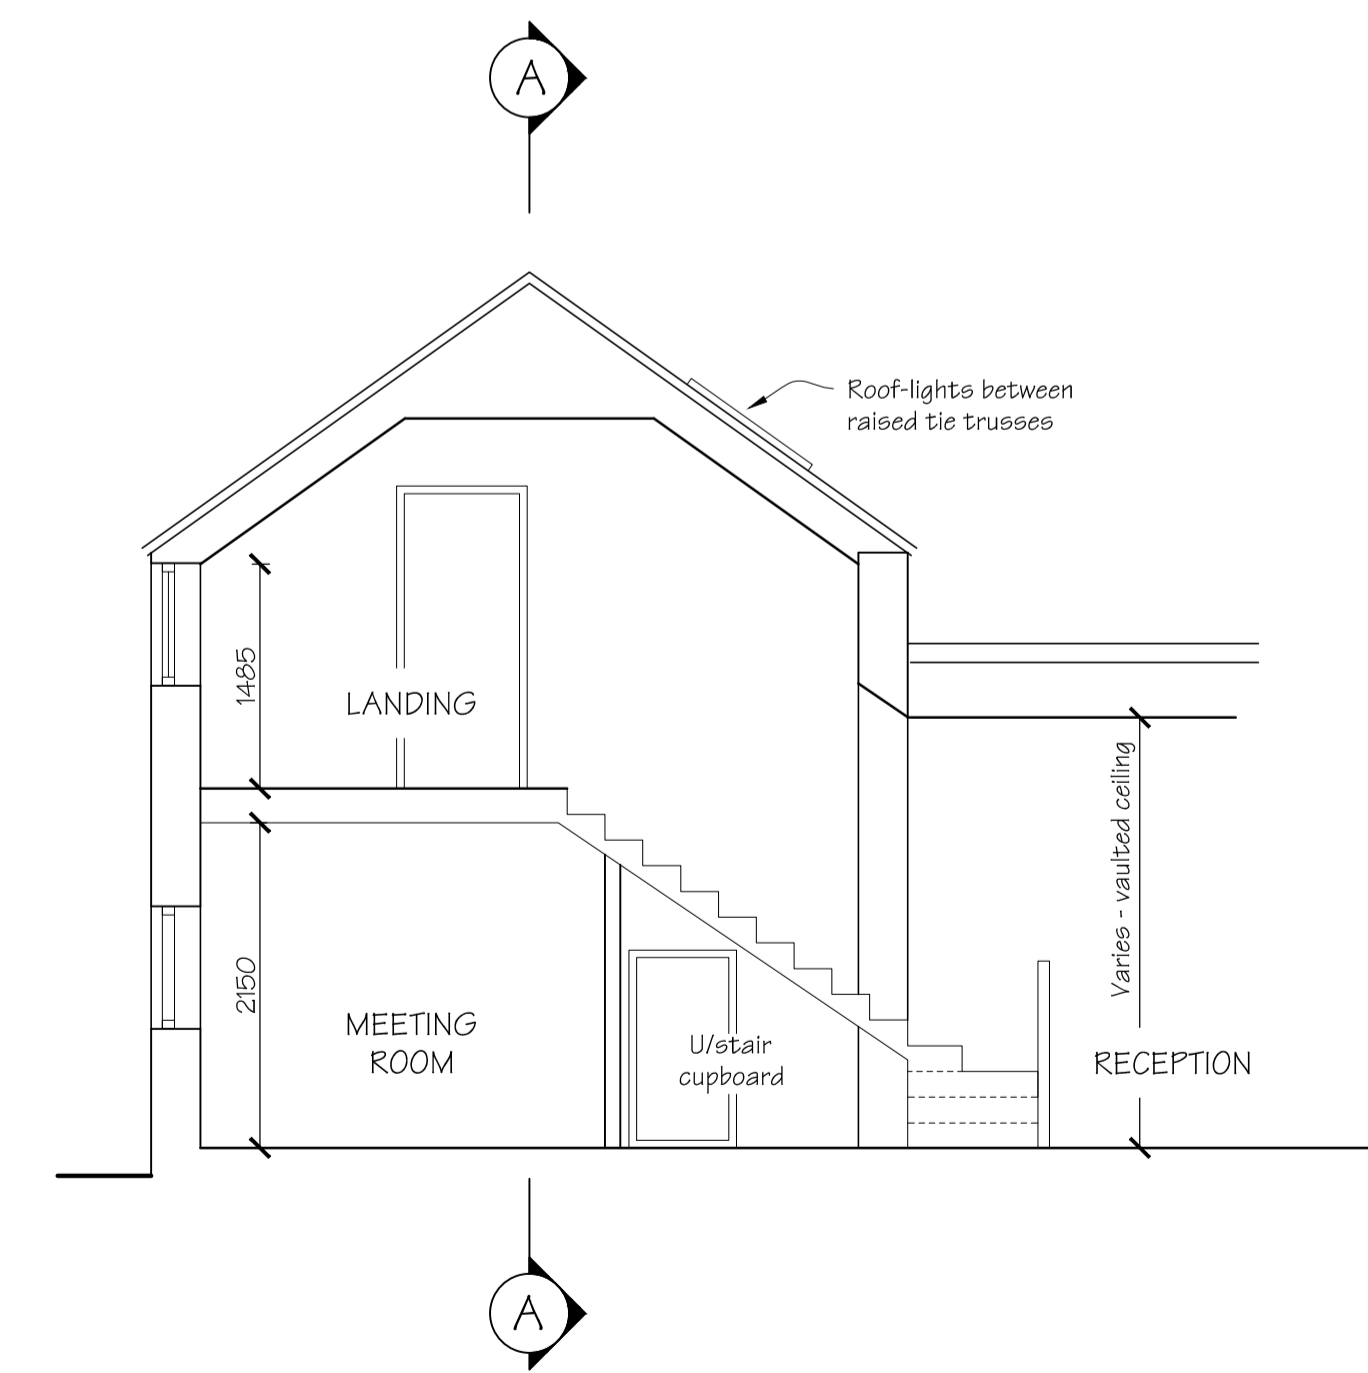 A
Roof-lights between
raised tie trusses
1485
LANDING
Varies - vaulted ceiling
2150
MEETING
ROOM
U/stair
cupboard
RECEPTION
A